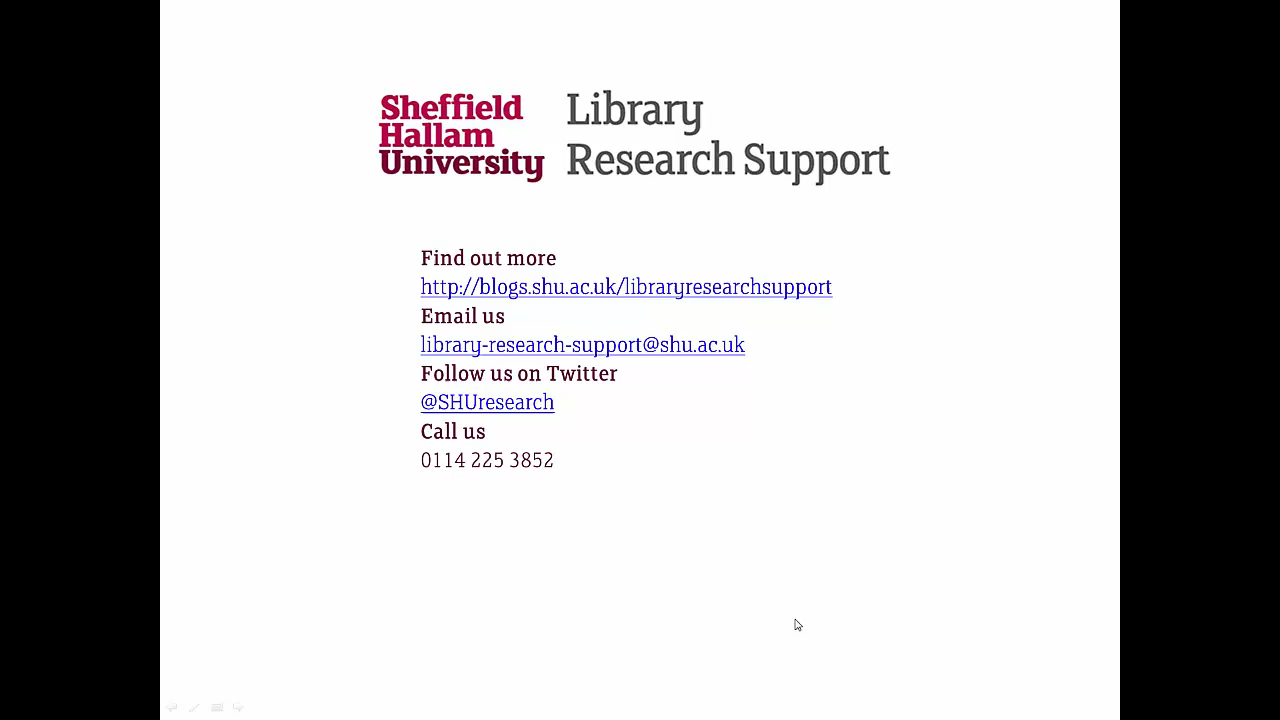 Sheffield
Hallam
University
Library
Research Support
Find out more
http://blogs.shu.ac.uk/libraryresearchsupport
Email us
library-research-support@shu.ac.uk
Follow us on Twitter
@SHUresearch
Call us
0114 225 3852